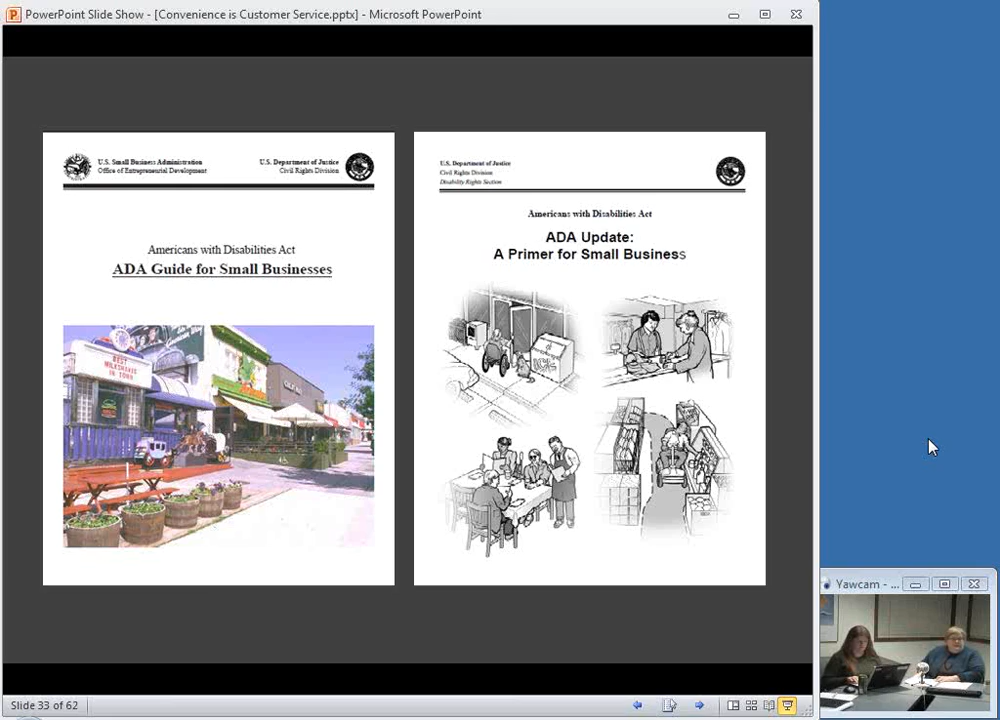 PowerPoint Slide Show - [Convenience is Customer Service.pptx] - Microsoft PowerPoint
U.S. Small Business Administration
Office of Entrepreneurial Development
U.S. Department of Justice
Civil Rights Division
Americans with Disabilities Act
ADA Guide for Small Businesses
BEST
MILKSHAKES
IN TOWN
U.S. Department of Justice
Civil Rights Division
Disability Rights Section
Americans with Disabilities Act
ADA Update:
A Primer for Small Business
Yawcam - ...
Slide 33 of 62